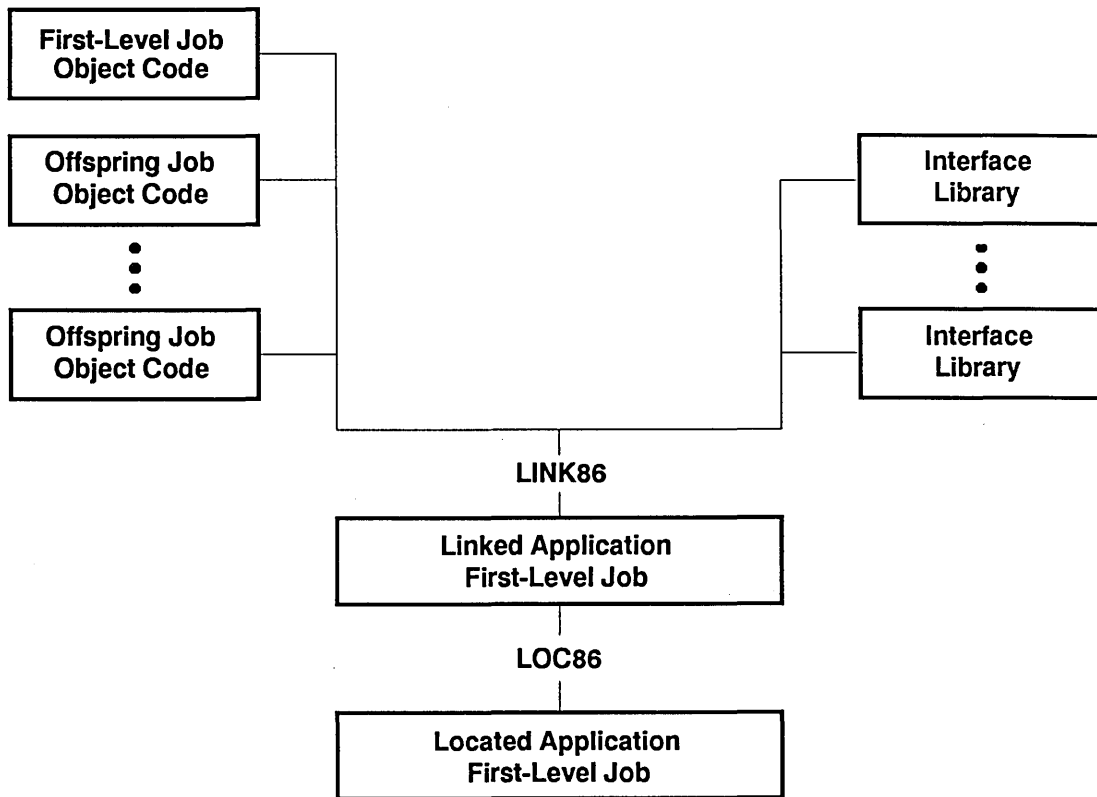 First-Level Job
Object Code
Offspring Job
Object Code
Offspring Job
Object Code
Interface
Library
Interface
Library
LINK86
Linked Application
First-Level Job
LOC86
Located Application
First-Level Job